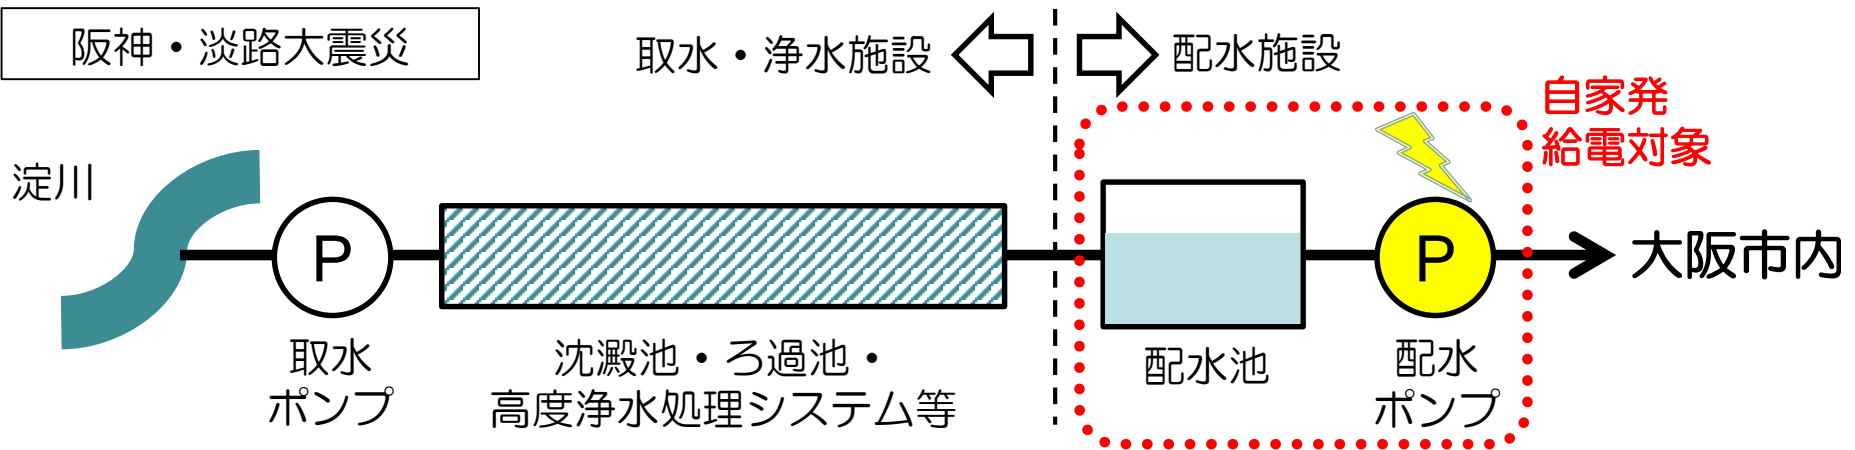 阪神・淡路大震災
取水・浄水施設
配水施設
自家発
給電対象
淀川
P
P
大阪市内
取水
ポンプ
沈澱池・ろ過池・
高度浄水処理システム等
配水池
配水
ポンプ